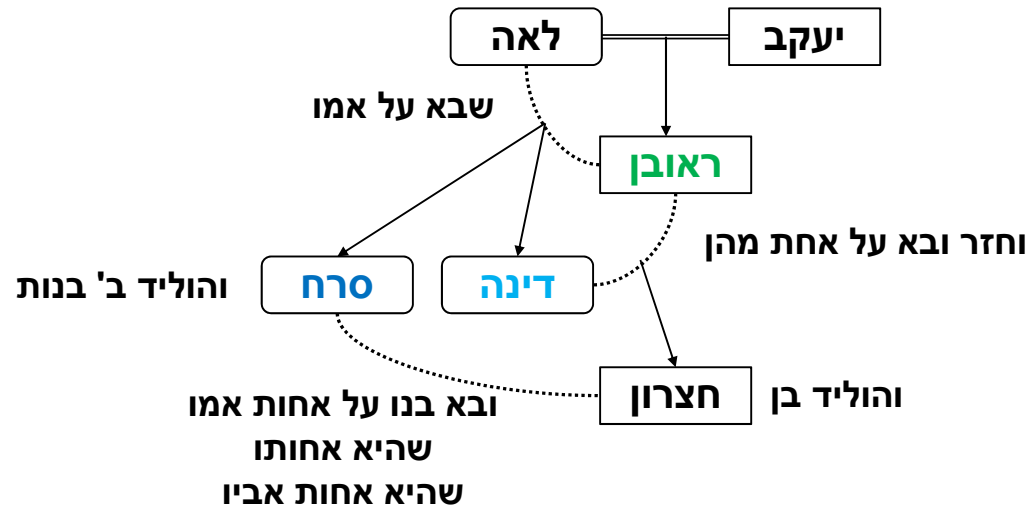 יעקב
לאה
שבא על אמו
ראובן
וחזר ובא על אחת מהן
דינה
סרח
והוליד ב' בנות
והוליד בן
חצרון
ובא בנו על אחות אמו
שהיא אחותו
שהיא אחות אביו